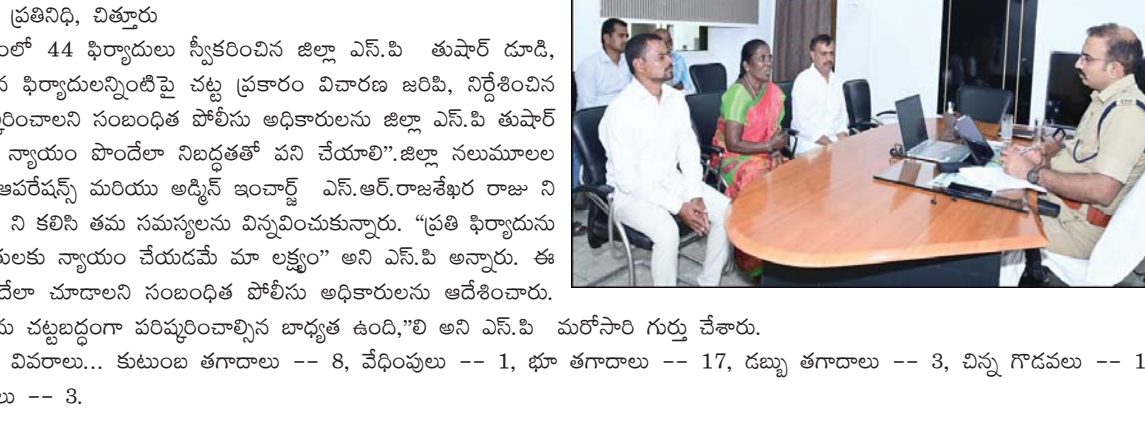 ప్రతినిధి, చిత్తూరు
లో 44 ఫిర్యాదులు స్వీకరించిన జిల్లా ఎస్.పి తుషార్ డూడి,
ఫిర్యాదులన్నింటిపై చట్ట ప్రకారం విచారణ జరిపి, నిర్దేశించిన
రించాలని సంబంధిత పోలీసు అధికారులను జిల్లా ఎస్.పి తుషార్
న్యాయం పొందేలా నిబద్ధతతో పని చేయాలి”.జిల్లా నలుమూలల
ఆపరేషన్స్ మరియు అడ్మిన్ ఇంచార్జ్ ఎస్.ఆర్.రాజశేఖర రాజు ని
ని కలిసి తమ సమస్యలను విన్నవించుకున్నారు. “ప్రతి ఫిర్యాదును
తులకు న్యాయం చేయడమే మా లక్ష్యం” అని ఎస్.పి అన్నారు. ఈ
దేలా చూడాలని సంబంధిత పోలీసు అధికారులను ఆదేశించారు.
ను చట్టబద్ధంగా పరిష్కరించాల్సిన బాధ్యత ఉంది,”లి అని ఎస్.పి మరోసారి గుర్తు చేశారు.
వివరాలు... కుటుంబ తగాదాలు -- 8, వేధింపులు -- 1, భూ తగాదాలు -- 17, డబ్బు తగాదాలు -- 3, చిన్న గొడవలు -- 1
లు -- 3.